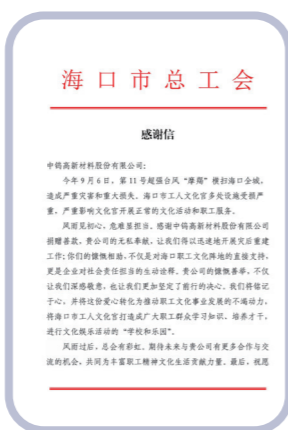 海口市总工会
感谢信
中钨高新材料股份有限公司：
今年9月6日，第11号超强台风“摩羯”横扫海口全城，
造成严重灾害和重大损失，海口市工人文化宫多处设施受损严
重，严重影响文化宫开展正常的文化活动和职工服务。
风雨见初心，危难显担当。感谢中钨高新材料股份有限公司
捐赠善款，贵公司的无私奉献，让我们得以迅速地开展灾后重建
工作；你们的慷慨相助，不仅是对海口职工文化阵地的直接支持，
更是企业对社会责任担当的生动诠释。贵公司的慷慨善举，不仅
让我们深感敬意，也让我们更加坚定了前行的决心。我们将铭记
于心，并将这份爱心转化为推动职工文化事业发展的不竭动力，
将海口市工人文化宫打造成广大职工群众学习知识、培养才干、
进行文化娱乐活动的“学校和乐园”。
风雨过后，总会有彩虹。期待未来与贵公司有更多合作与交
流的机会，共同为丰富职工精神文化生活贡献力量。最后，祝愿